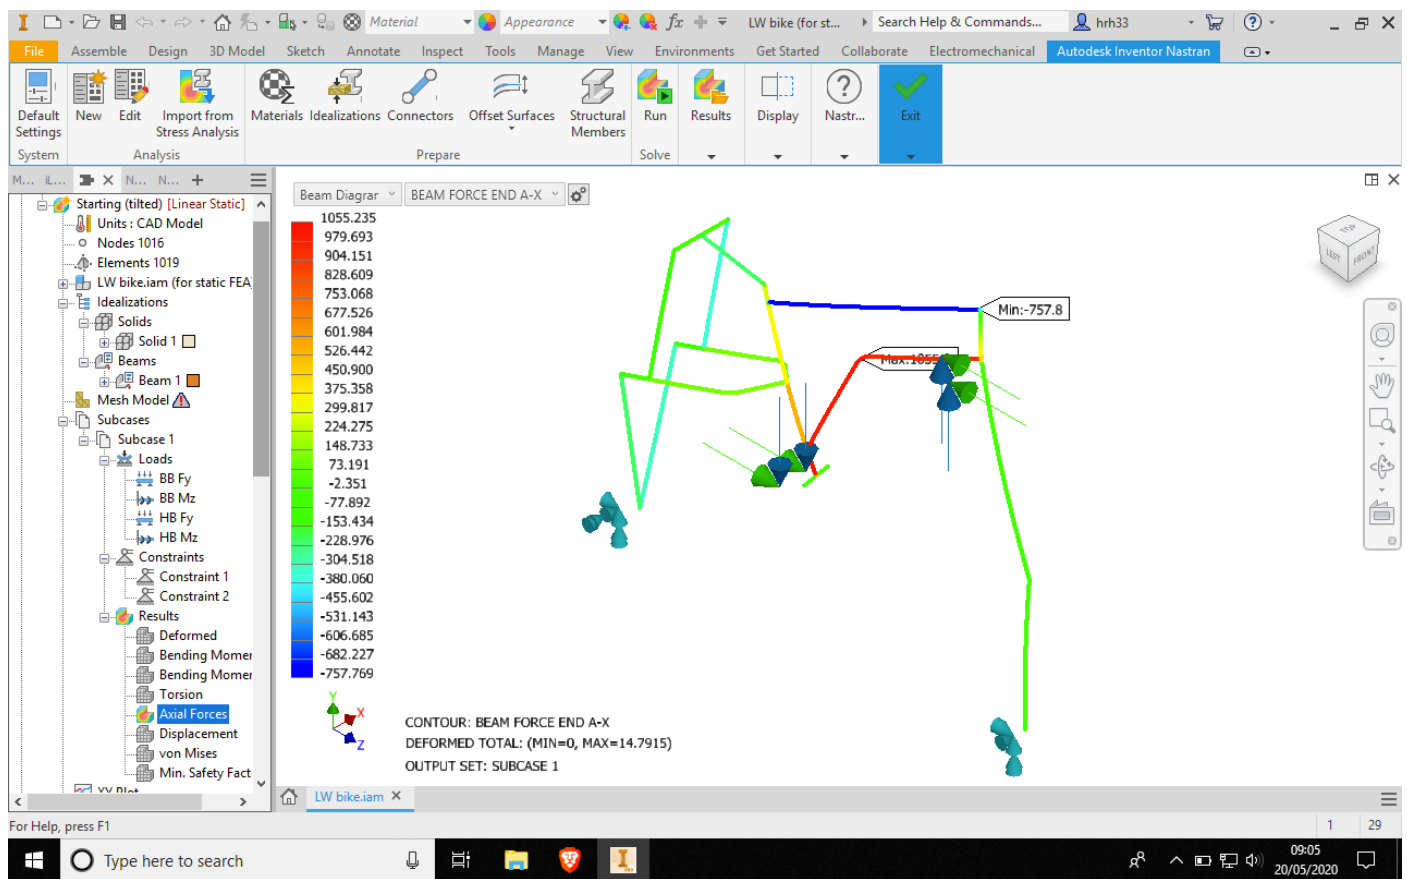 Material
Appearance
fx
LW bike (for st...
Search Help & Commands...
hrh33
File
Assemble
Design
3D Model
Sketch
Annotate
Inspect
Tools
Manage
View
Environments
Get Started
Collaborate
Electromechanical
Autodesk Inventor Nastran
Default Settings
New
Edit
Import from Stress Analysis
Materials
Idealizations
Connectors
Offset Surfaces
Structural Members
Run
Results
Display
Nastr...
Exit
System
Analysis
Prepare
Solve
M...
iL...
N...
N...
Starting (tilted) [Linear Static]
Units : CAD Model
Nodes 1016
Elements 1019
LW bike.iam (for static FEA
Idealizations
Solids
Solid 1
Beams
Beam 1
Mesh Model
Subcases
Subcase 1
Loads
BB Fy
BB Mz
HB Fy
HB Mz
Constraints
Constraint 1
Constraint 2
Results
Deformed
Bending Momer
Bending Momer
Torsion
Axial Forces
Displacement
von Mises
Min. Safety Fact
XY Plot
Beam Diagrar
BEAM FORCE END A-X
1055.235
979.693
904.151
828.609
753.068
677.526
601.984
526.442
450.900
375.358
299.817
224.275
148.733
73.191
-2.351
-77.892
-153.434
-228.976
-304.518
-380.060
-455.602
-531.143
-606.685
-682.227
-757.769
Min:-757.8
Max:1055
TOP
LEFT
FRONT
Y
X
Z
CONTOUR: BEAM FORCE END A-X
DEFORMED TOTAL: (MIN=0, MAX=14.7915)
OUTPUT SET: SUBCASE 1
LW bike.iam
For Help, press F1
1
29
Type here to search
09:05
20/05/2020